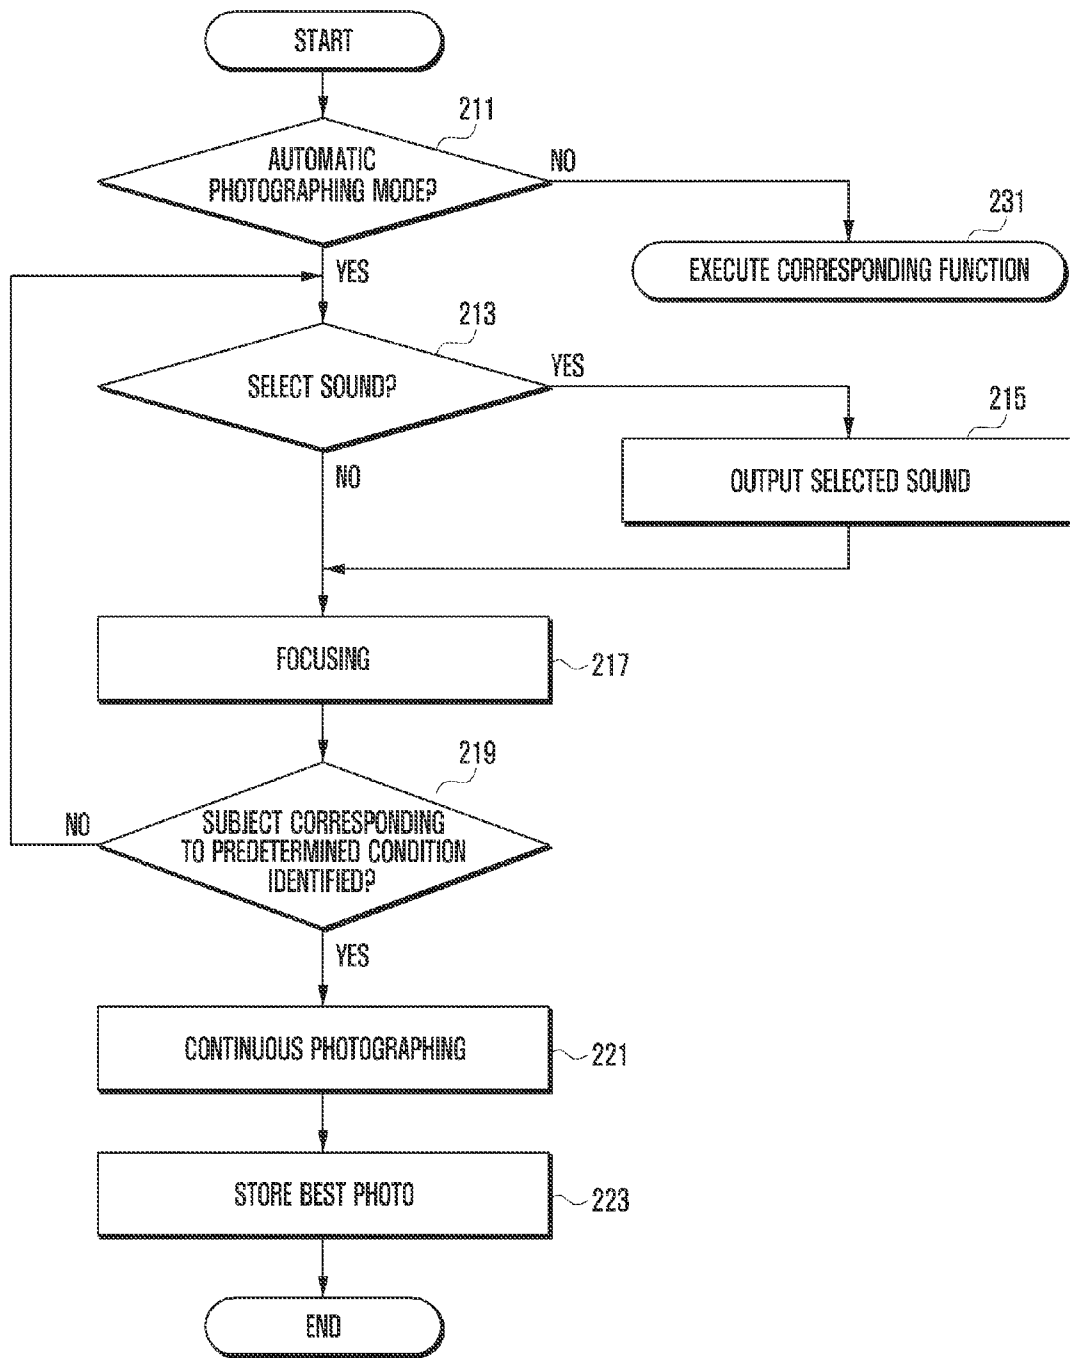 START
211
AUTOMATIC
PHOTOGRAPHING MODE?
NO
231
EXECUTE CORRESPONDING FUNCTION
YES
213
SELECT SOUND?
YES
215
OUTPUT SELECTED SOUND
NO
FOCUSING
217
219
SUBJECT CORRESPONDING
TO PREDETERMINED CONDITION
IDENTIFIED?
NO
YES
CONTINUOUS PHOTOGRAPHING
221
STORE BEST PHOTO
223
END